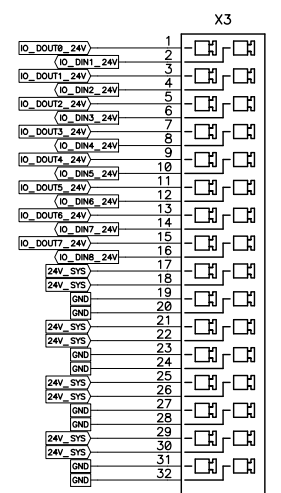 X3
IO_DOUT0_24V 1
IO_DIN1_24V 2
IO_DOUT1_24V 3
IO_DIN2_24V 4
IO_DOUT2_24V 5
IO_DIN3_24V 6
IO_DOUT3_24V 7
IO_DIN4_24V 8
IO_DOUT4_24V 9
IO_DIN5_24V 10
IO_DOUT5_24V 11
IO_DIN6_24V 12
IO_DOUT6_24V 13
IO_DIN7_24V 14
IO_DOUT7_24V 15
IO_DIN8_24V 16
24V_SYS 17
24V_SYS 18
GND 19
GND 20
24V_SYS 21
24V_SYS 22
GND 23
GND 24
24V_SYS 25
24V_SYS 26
GND 27
GND 28
24V_SYS 29
24V_SYS 30
GND 31
GND 32